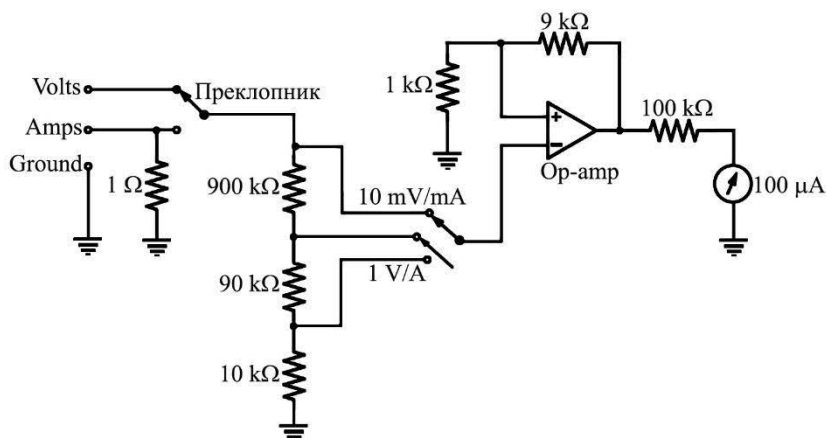 9 kΩ
Volts
Преклопник
1 kΩ
100 kΩ
Amps
+
−
Ground
Op-amp
1 Ω
900 kΩ
10 mV/mA
100 μA
1 V/A
90 kΩ
10 kΩ